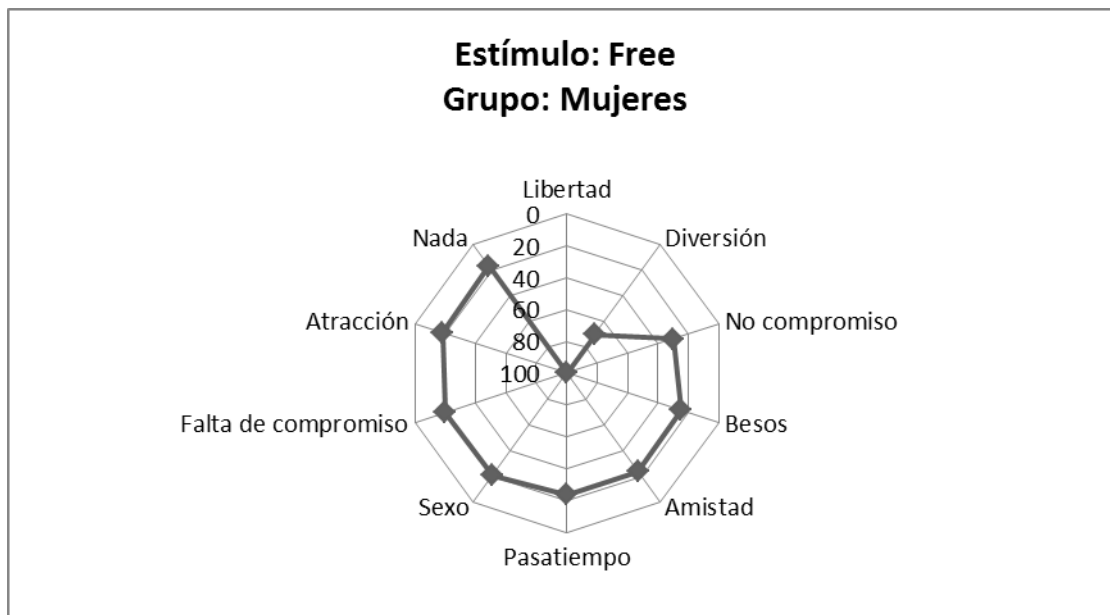 Estímulo: Free
Grupo: Mujeres
Libertad
0
Nada
Diversión
20
40
Atracción
No compromiso
60
80
100
Falta de compromiso
Besos
Sexo
Amistad
Pasatiempo